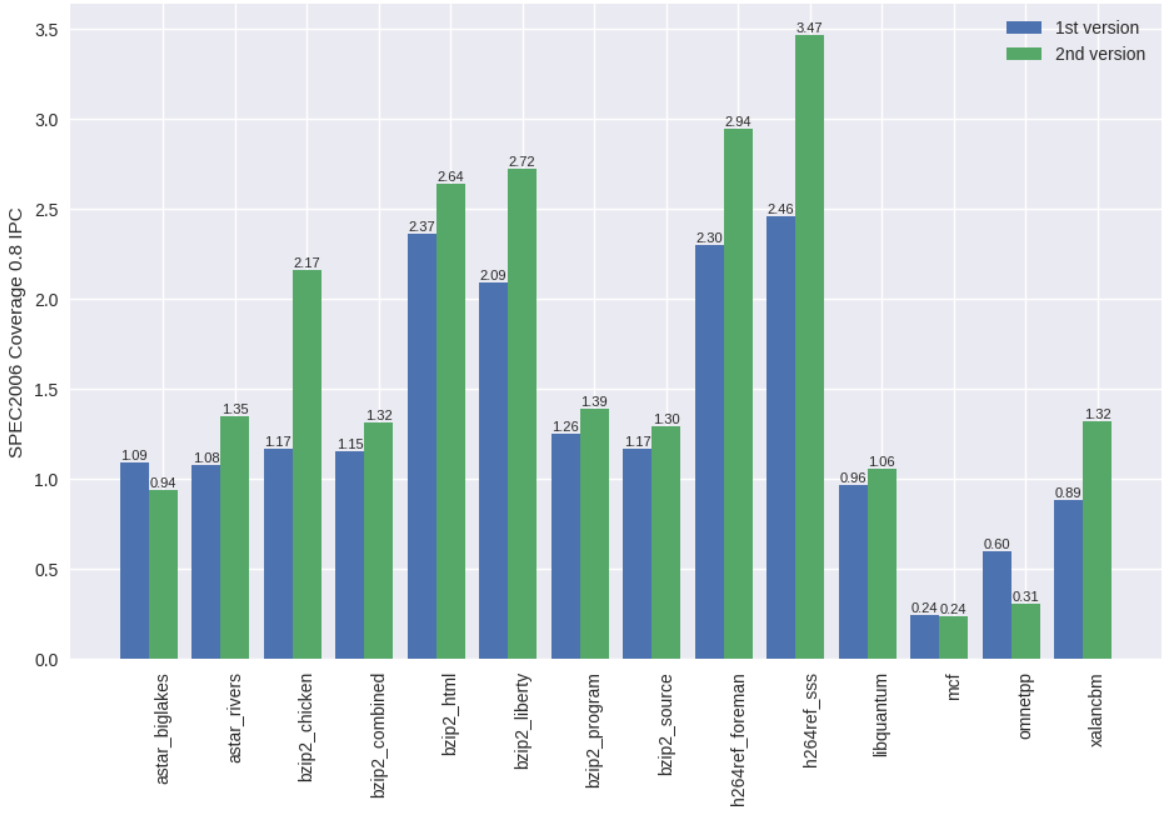 3.5
3.0
2.5
2.0
1.5
1.0
0.5
0.0
SPEC2006 Coverage 0.8 IPC
1st version
2nd version
1.09
0.94
1.08
1.35
1.17
2.17
1.15
1.32
2.37
2.64
2.09
2.72
1.26
1.39
1.17
1.30
2.30
2.94
2.46
3.47
0.96
1.06
0.24
0.24
0.60
0.31
0.89
1.32
astar_biglakes
astar_rivers
bzip2_chicken
bzip2_combined
bzip2_html
bzip2_liberty
bzip2_program
bzip2_source
h264ref_foreman
h264ref_sss
libquantum
mcf
omnetpp
xalancbm